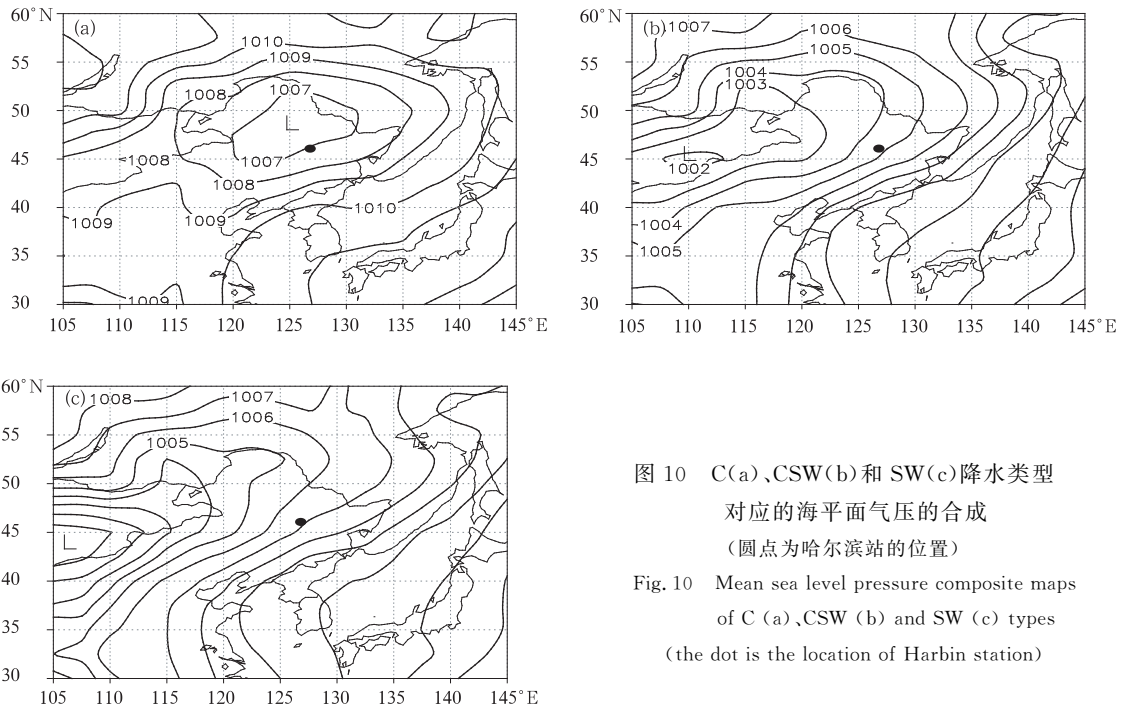 60°N
(a)
1010
1009
1008
1007
1008
1007
1008
1009
1009
1010
1009
55
50
45
40
35
30
105 110 115 120 125 130 135 140 145°E
60°N
(b)
1007
1006
1005
1004
1003
1002
1004
1005
55
50
45
40
35
30
105 110 115 120 125 130 135 140 145°E
60°N
(c)
1008
1007
1006
1005
55
50
45
40
35
30
105 110 115 120 125 130 135 140 145°E
图 10 C(a)、CSW(b)和 SW(c)降水类型
对应的海平面气压的合成
(圆点为哈尔滨站的位置)
Fig. 10 Mean sea level pressure composite maps
of C (a)、CSW (b) and SW (c) types
(the dot is the location of Harbin station)